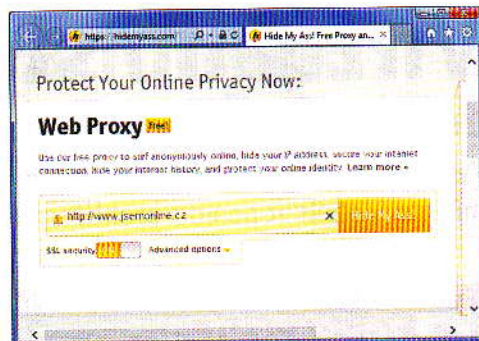 https://hidemyass.com
Hide My Ass! Free Proxy an...
Protect Your Online Privacy Now:
Web Proxy Free!
Use our free proxy to surf anonymously online, hide your IP address, secure your internet
connection, hide your internet history, and protect your online identity. Learn more »
http://www.jsemonline.cz
Hide My Ass!
SSL security:
Advanced options